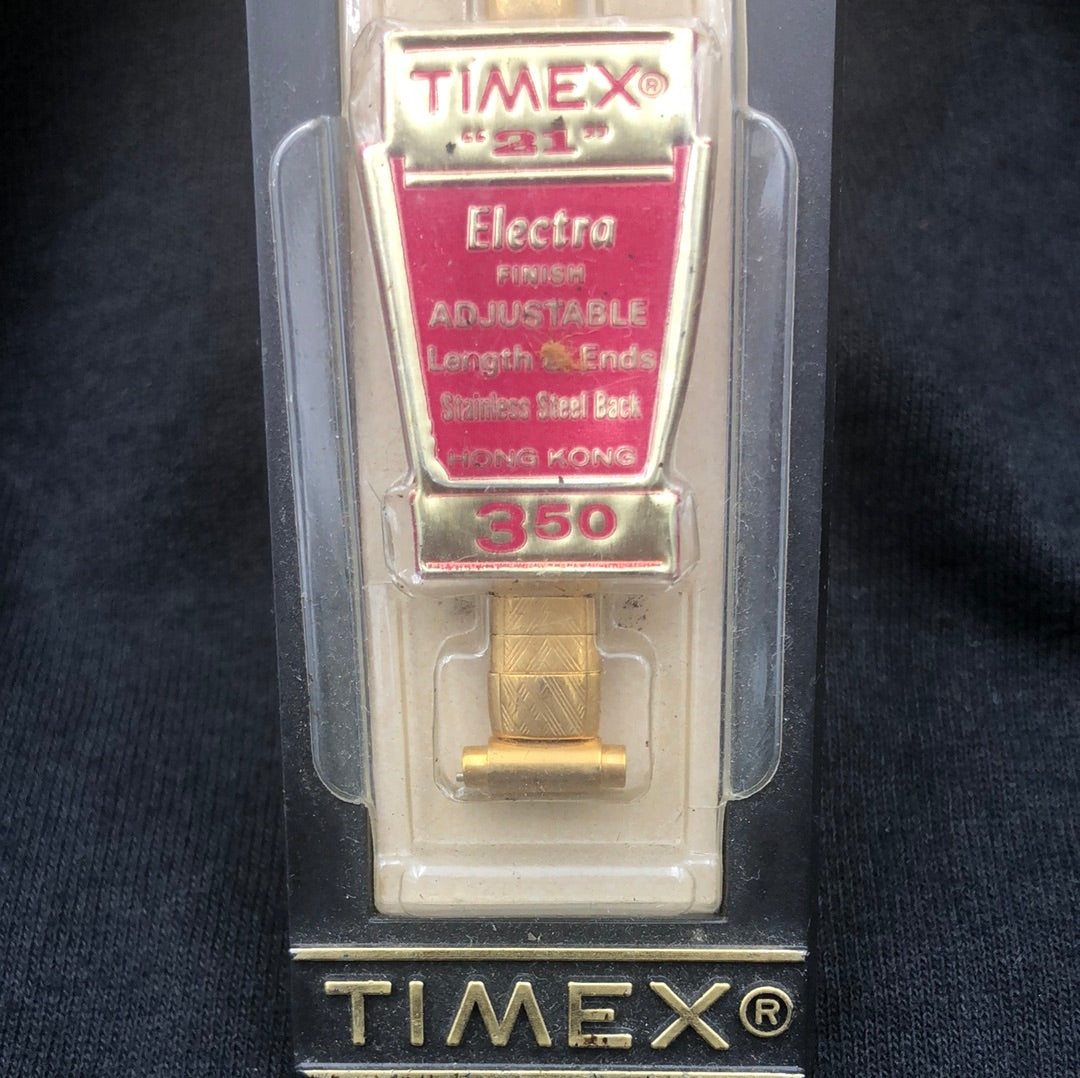 TIMEX®
"21"
Electra
FINISH
ADJUSTABLE
Length & Ends
Stainless Steel Back
HONG KONG
350
TIMEX®